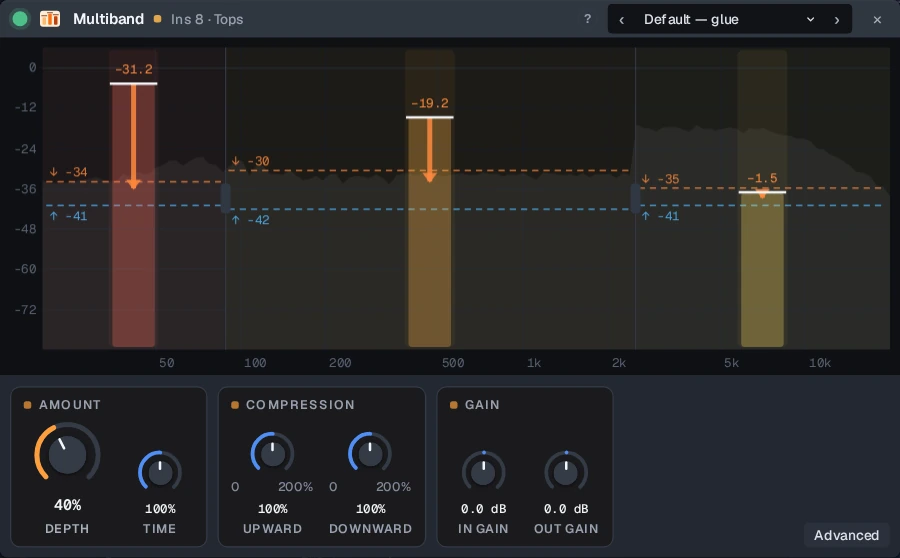 Multiband Ins 8 · Tops ? ‹ Default — glue › ×
0
-12
-24
-36
-48
-60
-72
-31.2
-19.2
-1.5
↓ -34
↓ -30
↓ -35
↑ -41
↑ -42
↑ -41
50 100 200 500 1k 2k 5k 10k
AMOUNT
40%
DEPTH
100%
TIME
COMPRESSION
0 200%
100%
UPWARD
0 200%
100%
DOWNWARD
GAIN
0.0 dB
IN GAIN
0.0 dB
OUT GAIN
Advanced